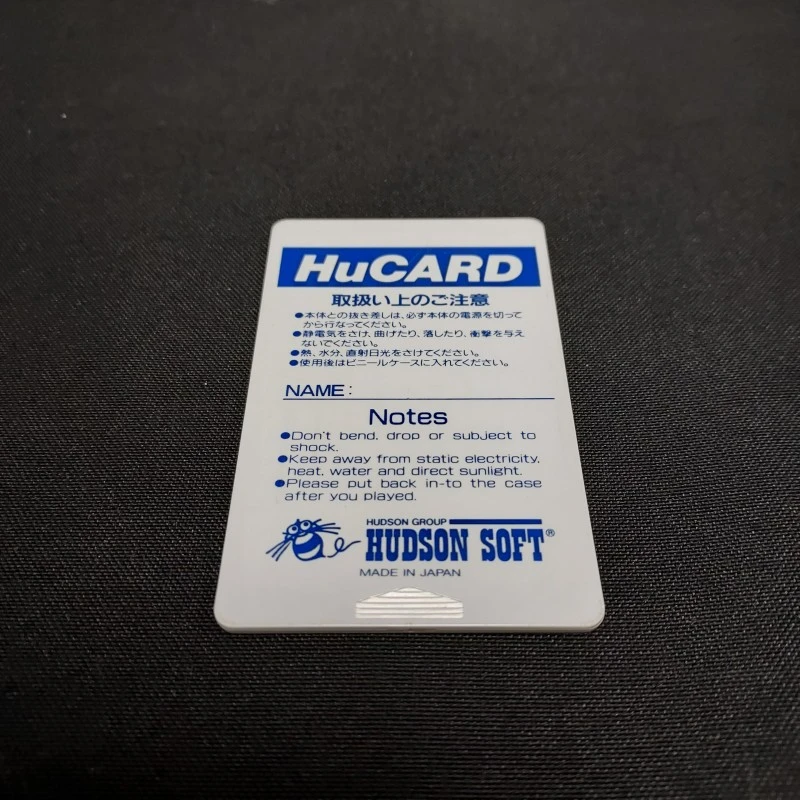 HuCARD
取扱い上のご注意
●本体との抜き差しは、必ず本体の電源を切って
から行なってください。
●静電気をさけ、曲げたり、落したり、衝撃を与え
ないでください。
●熱、水分、直射日光をさけてください。
●使用後はビニールケースに入れてください。
NAME:
Notes
●Don't bend, drop or subject to
shock.
●Keep away from static electricity,
heat, water and direct sunlight.
●Please put back in-to the case
after you played.
HUDSON GROUP
HUDSON SOFT®
MADE IN JAPAN